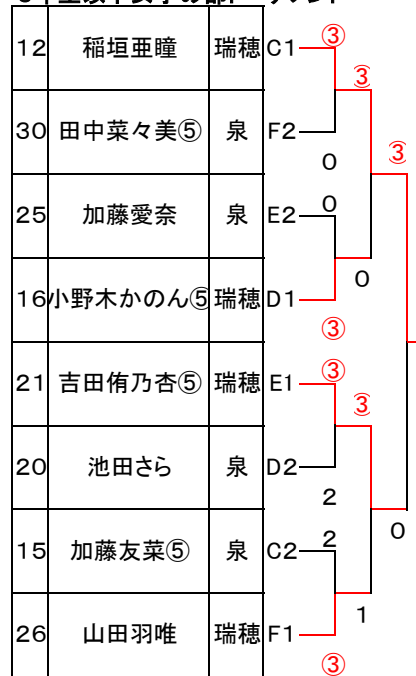 12 稲垣亜瞳 瑞穂 C1 ③
③
30 田中菜々美⑤ 泉 F2
0
③
25 加藤愛奈 泉 E2 0
0
16 小野木かのん⑤ 瑞穂 D1
③
21 吉田侑乃杏⑤ 瑞穂 E1 ③
③
20 池田さら 泉 D2
2
0
15 加藤友菜⑤ 泉 C2 2
1
26 山田羽唯 瑞穂 F1
③